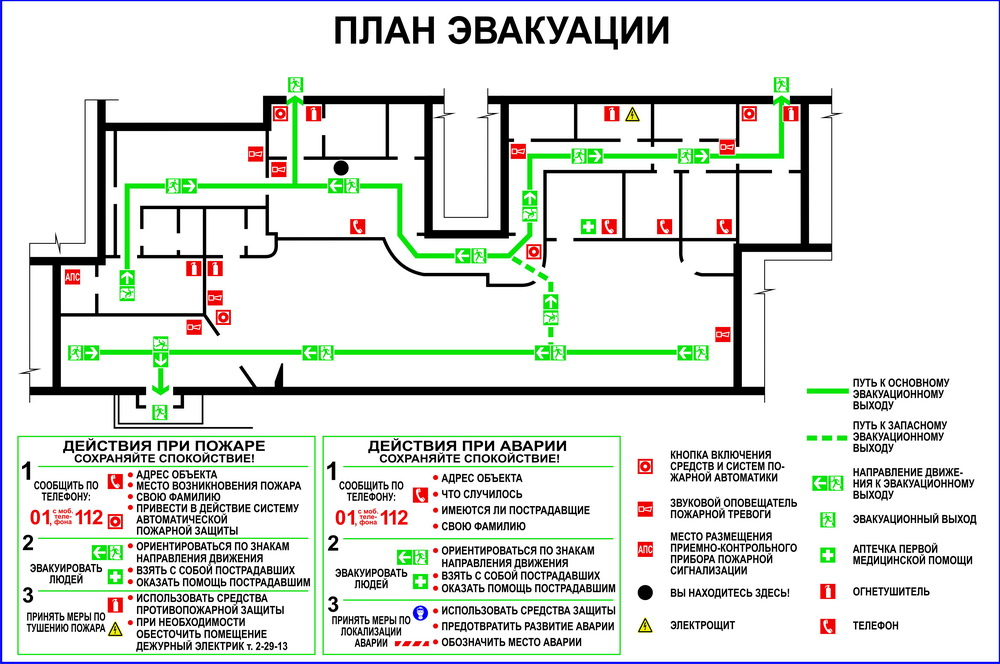 ПЛАН ЭВАКУАЦИИ
АПС
ДЕЙСТВИЯ ПРИ ПОЖАРЕ
СОХРАНЯЙТЕ СПОКОЙСТВИЕ!
1
СООБЩИТЬ ПО
ТЕЛЕФОНУ:
01, с моб. теле- фона 112
• АДРЕС ОБЪЕКТА
• МЕСТО ВОЗНИКНОВЕНИЯ ПОЖАРА
• СВОЮ ФАМИЛИЮ
• ПРИВЕСТИ В ДЕЙСТВИЕ СИСТЕМУ
АВТОМАТИЧЕСКОЙ
ПОЖАРНОЙ ЗАЩИТЫ
2
ЭВАКУИРОВАТЬ
ЛЮДЕЙ
• ОРИЕНТИРОВАТЬСЯ ПО ЗНАКАМ
НАПРАВЛЕНИЯ ДВИЖЕНИЯ
• ВЗЯТЬ С СОБОЙ ПОСТРАДАВШИХ
• ОКАЗАТЬ ПОМОЩЬ ПОСТРАДАВШИМ
3
ПРИНЯТЬ МЕРЫ ПО
ТУШЕНИЮ ПОЖАРА
• ИСПОЛЬЗОВАТЬ СРЕДСТВА
ПРОТИВОПОЖАРНОЙ ЗАЩИТЫ
• ПРИ НЕОБХОДИМОСТИ
ОБЕСТОЧИТЬ ПОМЕЩЕНИЕ
ДЕЖУРНЫЙ ЭЛЕКТРИК т. 2-29-13
ДЕЙСТВИЯ ПРИ АВАРИИ
СОХРАНЯЙТЕ СПОКОЙСТВИЕ!
1
СООБЩИТЬ ПО
ТЕЛЕФОНУ:
01, с моб. теле- фона 112
• АДРЕС ОБЪЕКТА
• ЧТО СЛУЧИЛОСЬ
• ИМЕЮТСЯ ЛИ ПОСТРАДАВШИЕ
• СВОЮ ФАМИЛИЮ
2
ЭВАКУИРОВАТЬ
ЛЮДЕЙ
• ОРИЕНТИРОВАТЬСЯ ПО ЗНАКАМ
НАПРАВЛЕНИЯ ДВИЖЕНИЯ
• ВЗЯТЬ С СОБОЙ ПОСТРАДАВШИХ
• ОКАЗАТЬ ПОМОЩЬ ПОСТРАДАВШИМ
3
ПРИНЯТЬ МЕРЫ ПО
ЛОКАЛИЗАЦИИ
АВАРИИ
• ИСПОЛЬЗОВАТЬ СРЕДСТВА ЗАЩИТЫ
• ПРЕДОТВРАТИТЬ РАЗВИТИЕ АВАРИИ
• ОБОЗНАЧИТЬ МЕСТО АВАРИИ
КНОПКА ВКЛЮЧЕНИЯ
СРЕДСТВ И СИСТЕМ ПО-
ЖАРНОЙ АВТОМАТИКИ
ЗВУКОВОЙ ОПОВЕЩАТЕЛЬ
ПОЖАРНОЙ ТРЕВОГИ
АПС
МЕСТО РАЗМЕЩЕНИЯ
ПРИЕМНО-КОНТРОЛЬНОГО
ПРИБОРА ПОЖАРНОЙ
СИГНАЛИЗАЦИИ
ВЫ НАХОДИТЕСЬ ЗДЕСЬ!
ЭЛЕКТРОЩИТ
ПУТЬ К ОСНОВНОМУ
ЭВАКУАЦИОННОМУ
ВЫХОДУ
ПУТЬ К ЗАПАСНОМУ
ЭВАКУАЦИОННОМУ
ВЫХОДУ
НАПРАВЛЕНИЕ ДВИЖЕ-
НИЯ К ЭВАКУАЦИОННОМУ
ВЫХОДУ
ЭВАКУАЦИОННЫЙ ВЫХОД
АПТЕЧКА ПЕРВОЙ
МЕДИЦИНСКОЙ ПОМОЩИ
ОГНЕТУШИТЕЛЬ
ТЕЛЕФОН